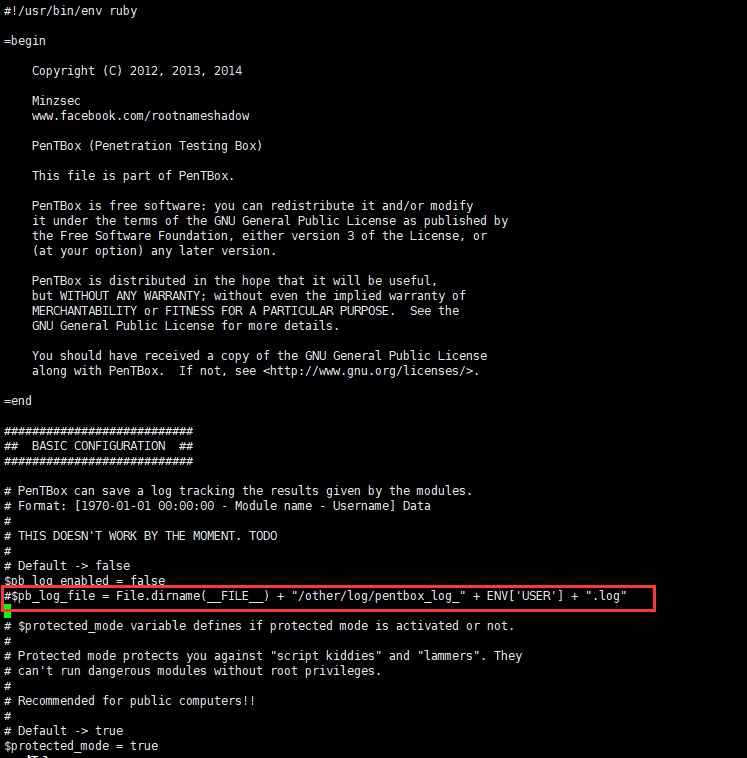 #!/usr/bin/env ruby
=begin
Copyright (C) 2012, 2013, 2014
Minzsec
www.facebook.com/rootnameshadow
PenTBox (Penetration Testing Box)
This file is part of PenTBox.
PenTBox is free software: you can redistribute it and/or modify
it under the terms of the GNU General Public License as published by
the Free Software Foundation, either version 3 of the License, or
(at your option) any later version.
PenTBox is distributed in the hope that it will be useful,
but WITHOUT ANY WARRANTY; without even the implied warranty of
MERCHANTABILITY or FITNESS FOR A PARTICULAR PURPOSE.  See the
GNU General Public License for more details.
You should have received a copy of the GNU General Public License
along with PenTBox.  If not, see <http://www.gnu.org/licenses/>.
=end
###########################
##  BASIC CONFIGURATION  ##
###########################
# PenTBox can save a log tracking the results given by the modules.
# Format: [1970-01-01 00:00:00 - Module name - Username] Data
#
# THIS DOESN'T WORK BY THE MOMENT. TODO
#
# Default -> false
$pb_log_enabled = false
#$pb_log_file = File.dirname(__FILE__) + "/other/log/pentbox_log_" + ENV['USER'] + ".log"
# $protected_mode variable defines if protected mode is activated or not.
#
# Protected mode protects you against "script kiddies" and "lammers". They
# can't run dangerous modules without root privileges.
#
# Recommended for public computers!!
#
# Default -> true
$protected_mode = true